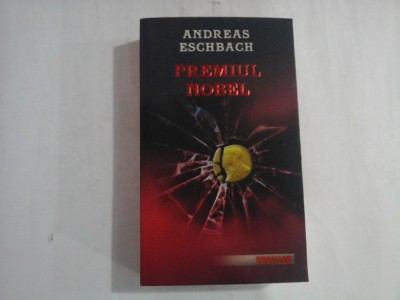 ANDREAS
ESCHBACH
PREMIUL
NOBEL